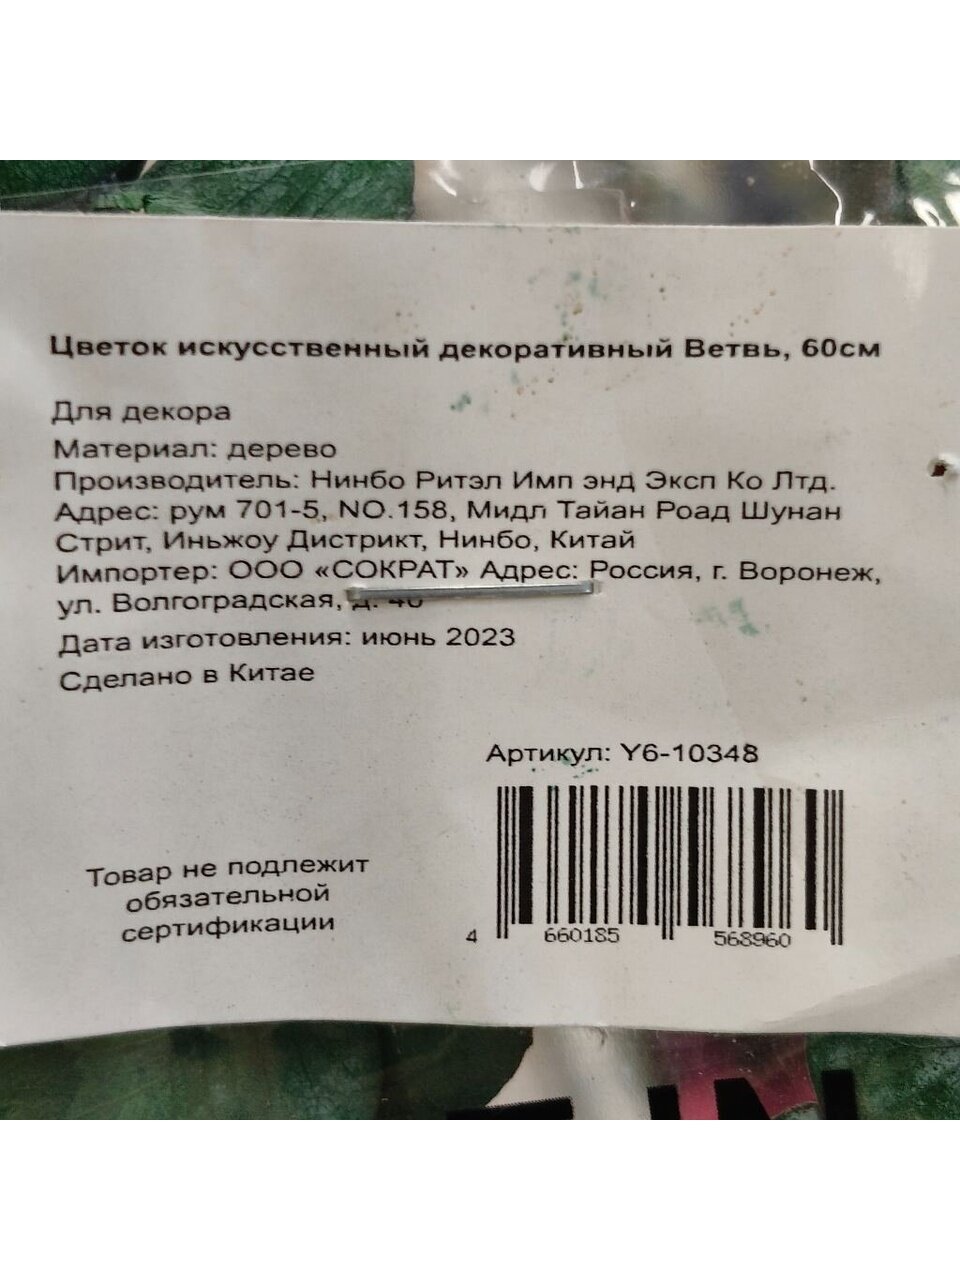 Цветок искусственный декоративный Ветвь, 60см
Для декора
Материал: дерево
Производитель: Нинбо Ритэл Имп энд Эксп Ко Лтд.
Адрес: рум 701-5, NO.158, Мидл Тайан Роад Шунан
Стрит, Иньжоу Дистрикт, Нинбо, Китай
Импортер: ООО «СОКРАТ» Адрес: Россия, г. Воронеж,
ул. Волгоградская, д.
Дата изготовления: июнь 2023
Сделано в Китае
Артикул: Y6-10348
Товар не подлежит
обязательной
сертификации
4 660185 568960